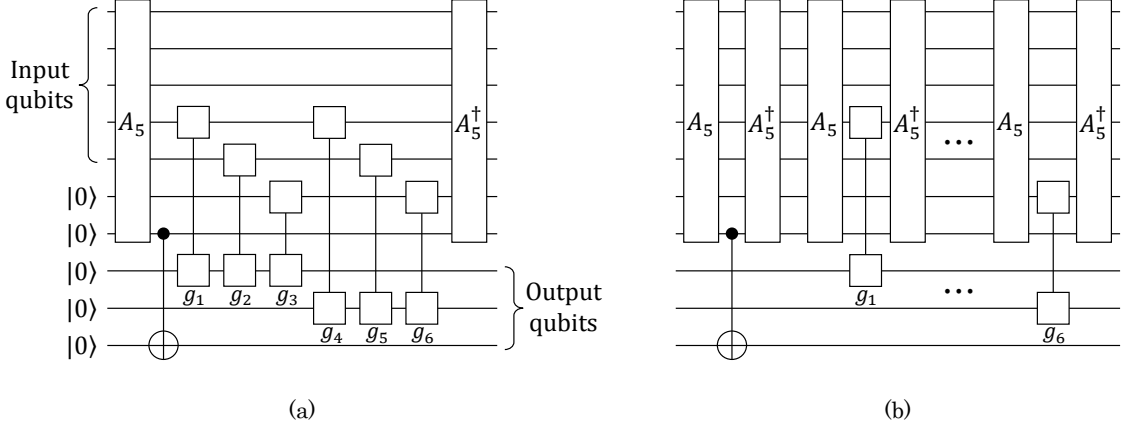 Input
qubits
A₅
A₅†
|0⟩
|0⟩
|0⟩
|0⟩
|0⟩
g₁
g₂
g₃
g₄
g₅
g₆
Output
qubits
(a)
A₅
A₅†
A₅
A₅†
...
A₅
A₅†
g₁
...
g₆
(b)